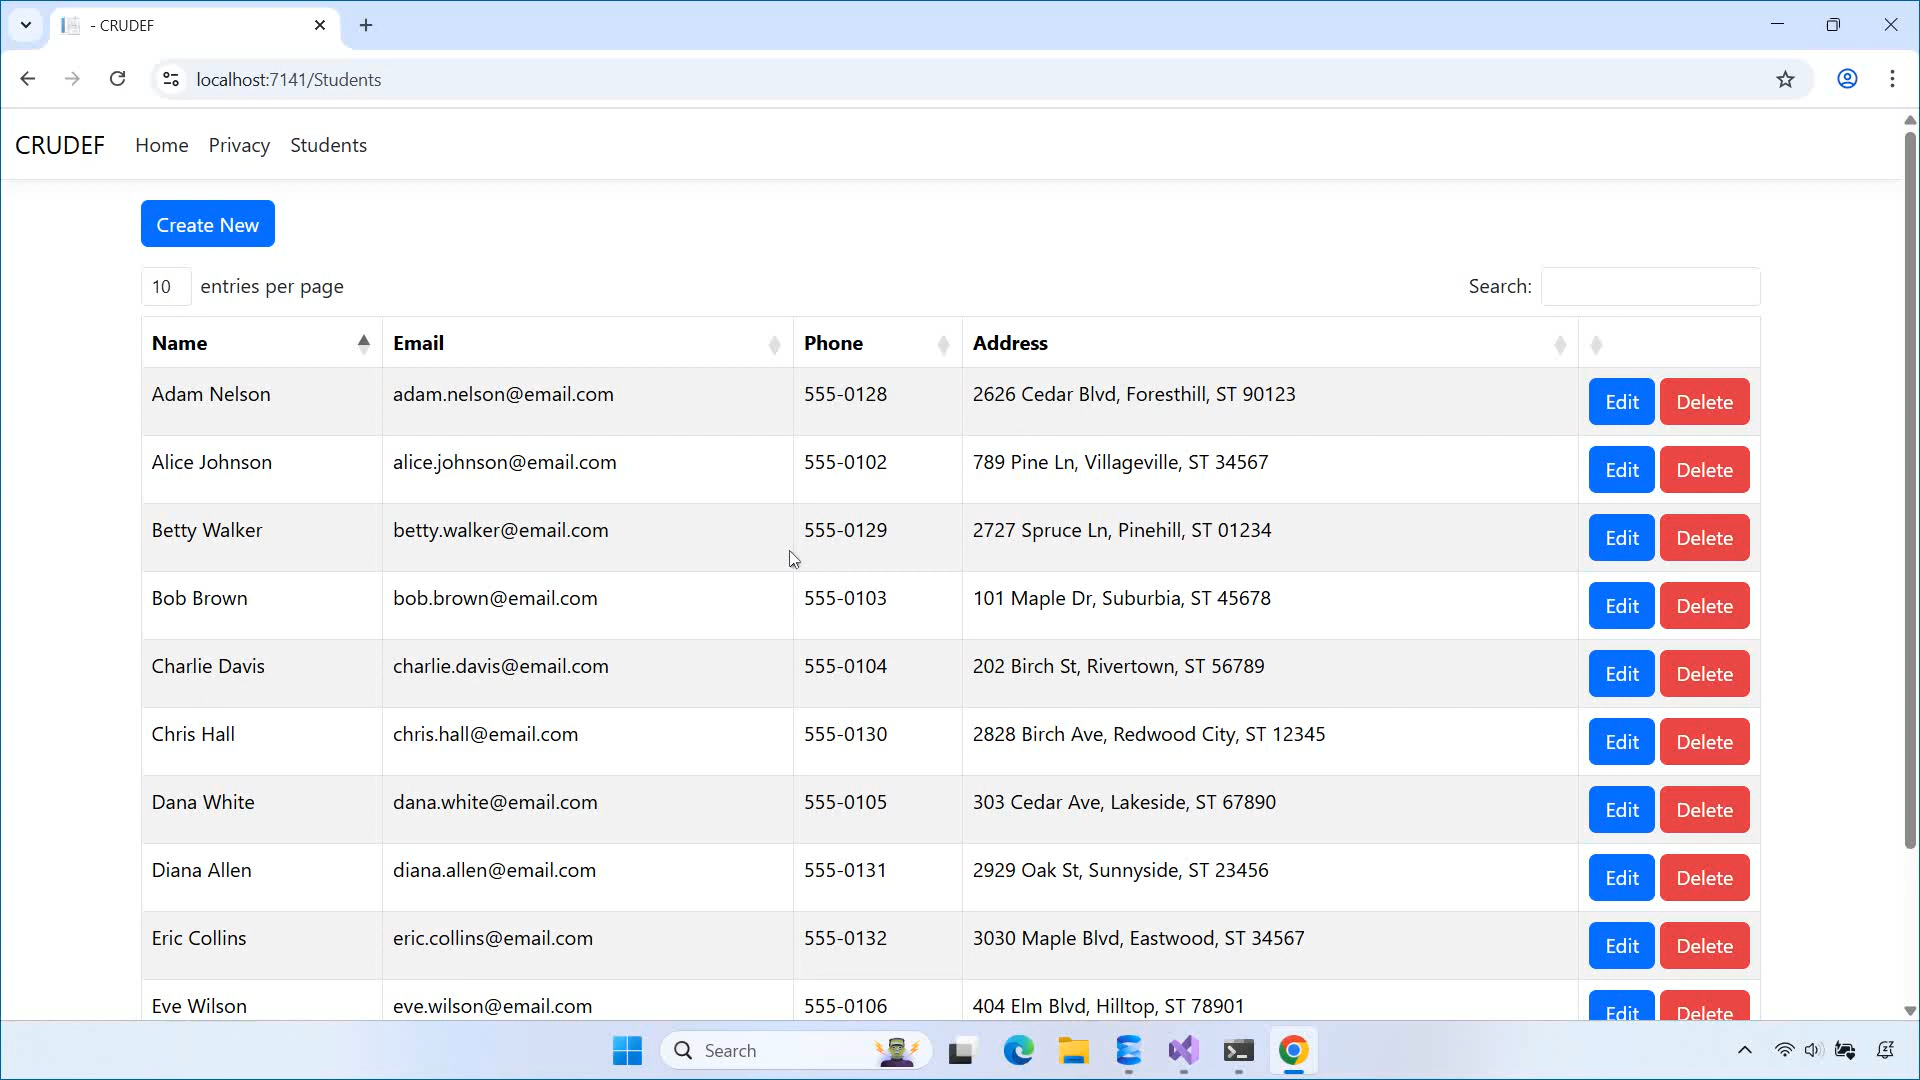 - CRUDEF
localhost:7141/Students
CRUDEF Home Privacy Students
Create New
10 entries per page Search:
Name Email Phone Address
Adam Nelson adam.nelson@email.com 555-0128 2626 Cedar Blvd, Foresthill, ST 90123 Edit Delete
Alice Johnson alice.johnson@email.com 555-0102 789 Pine Ln, Villageville, ST 34567 Edit Delete
Betty Walker betty.walker@email.com 555-0129 2727 Spruce Ln, Pinehill, ST 01234 Edit Delete
Bob Brown bob.brown@email.com 555-0103 101 Maple Dr, Suburbia, ST 45678 Edit Delete
Charlie Davis charlie.davis@email.com 555-0104 202 Birch St, Rivertown, ST 56789 Edit Delete
Chris Hall chris.hall@email.com 555-0130 2828 Birch Ave, Redwood City, ST 12345 Edit Delete
Dana White dana.white@email.com 555-0105 303 Cedar Ave, Lakeside, ST 67890 Edit Delete
Diana Allen diana.allen@email.com 555-0131 2929 Oak St, Sunnyside, ST 23456 Edit Delete
Eric Collins eric.collins@email.com 555-0132 3030 Maple Blvd, Eastwood, ST 34567 Edit Delete
Eve Wilson eve.wilson@email.com 555-0106 404 Elm Blvd, Hilltop, ST 78901 Edit Delete
Search